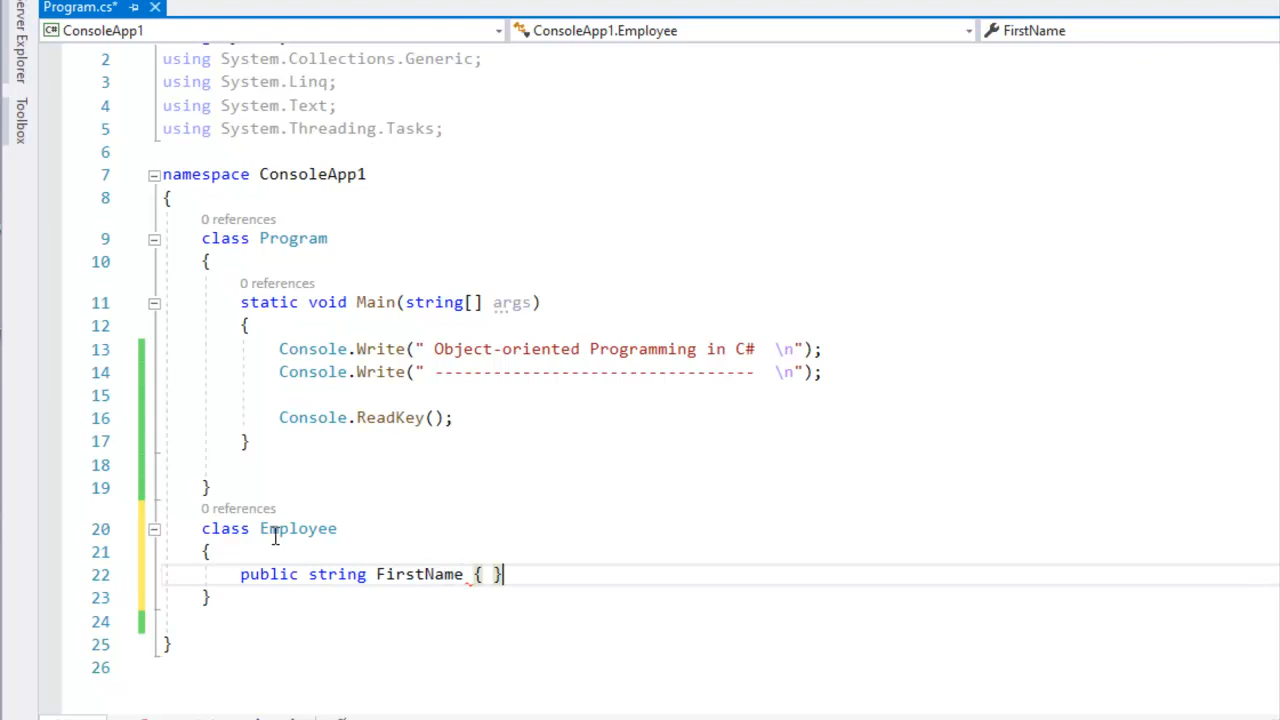 Program.cs*
Server Explorer
Toolbox
ConsoleApp1
ConsoleApp1.Employee
FirstName
2 using System.Collections.Generic;
3 using System.Linq;
4 using System.Text;
5 using System.Threading.Tasks;
6
7 namespace ConsoleApp1
8 {
0 references
9 class Program
10 {
0 references
11 static void Main(string[] args)
12 {
13 Console.Write(" Object-oriented Programming in C#  \n");
14 Console.Write(" ---------------------------------  \n");
15
16 Console.ReadKey();
17 }
18
19 }
0 references
20 class Employee
21 {
22 public string FirstName { }
23 }
24
25 }
26